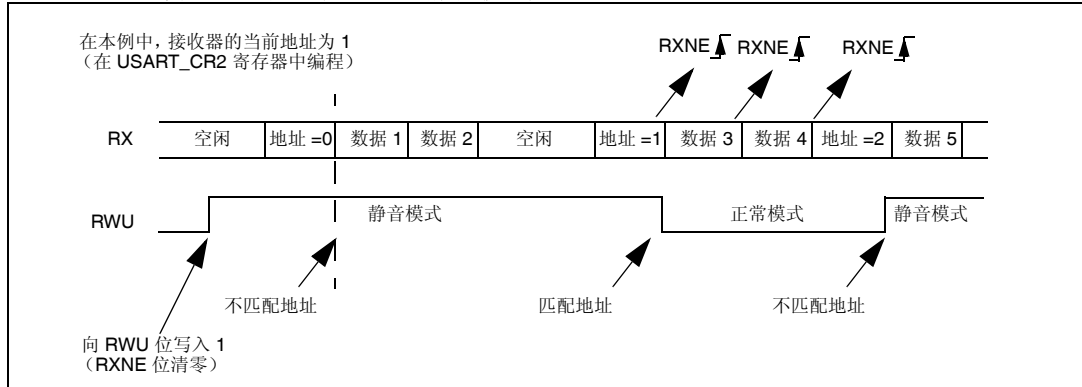 在本例中，接收器的当前地址为 1
（在 USART_CR2 寄存器中编程）
RXNE RXNE RXNE
RX 空闲 地址 =0 数据 1 数据 2 空闲 地址 =1 数据 3 数据 4 地址 =2 数据 5
RWU 静音模式 正常模式 静音模式
不匹配地址 匹配地址 不匹配地址
向 RWU 位写入 1
（RXNE 位清零）